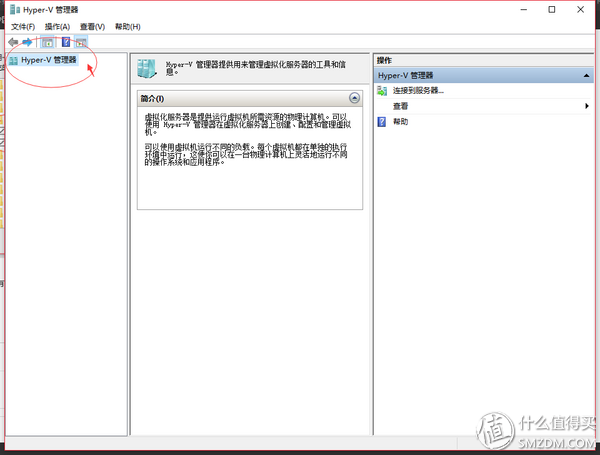 Hyper-V 管理器
文件(F) 操作(A) 查看(V) 帮助(H)
Hyper-V 管理器
Hyper-V 管理器提供用来管理虚拟化服务器的工具和信
息。
简介(I)
虚拟化服务器是提供运行虚拟机所需资源的物理计算机。可以
使用 Hyper-V 管理器在虚拟化服务器上创建、配置和管理虚拟
机。
可以使用虚拟机运行不同的负载。每个虚拟机都在单独的执行
环境中运行，这使你可以在一台物理计算机上灵活地运行不同
的操作系统和应用程序。
操作
Hyper-V 管理器
连接到服务器...
查看
帮助
值 什么值得买
SMZDM.COM